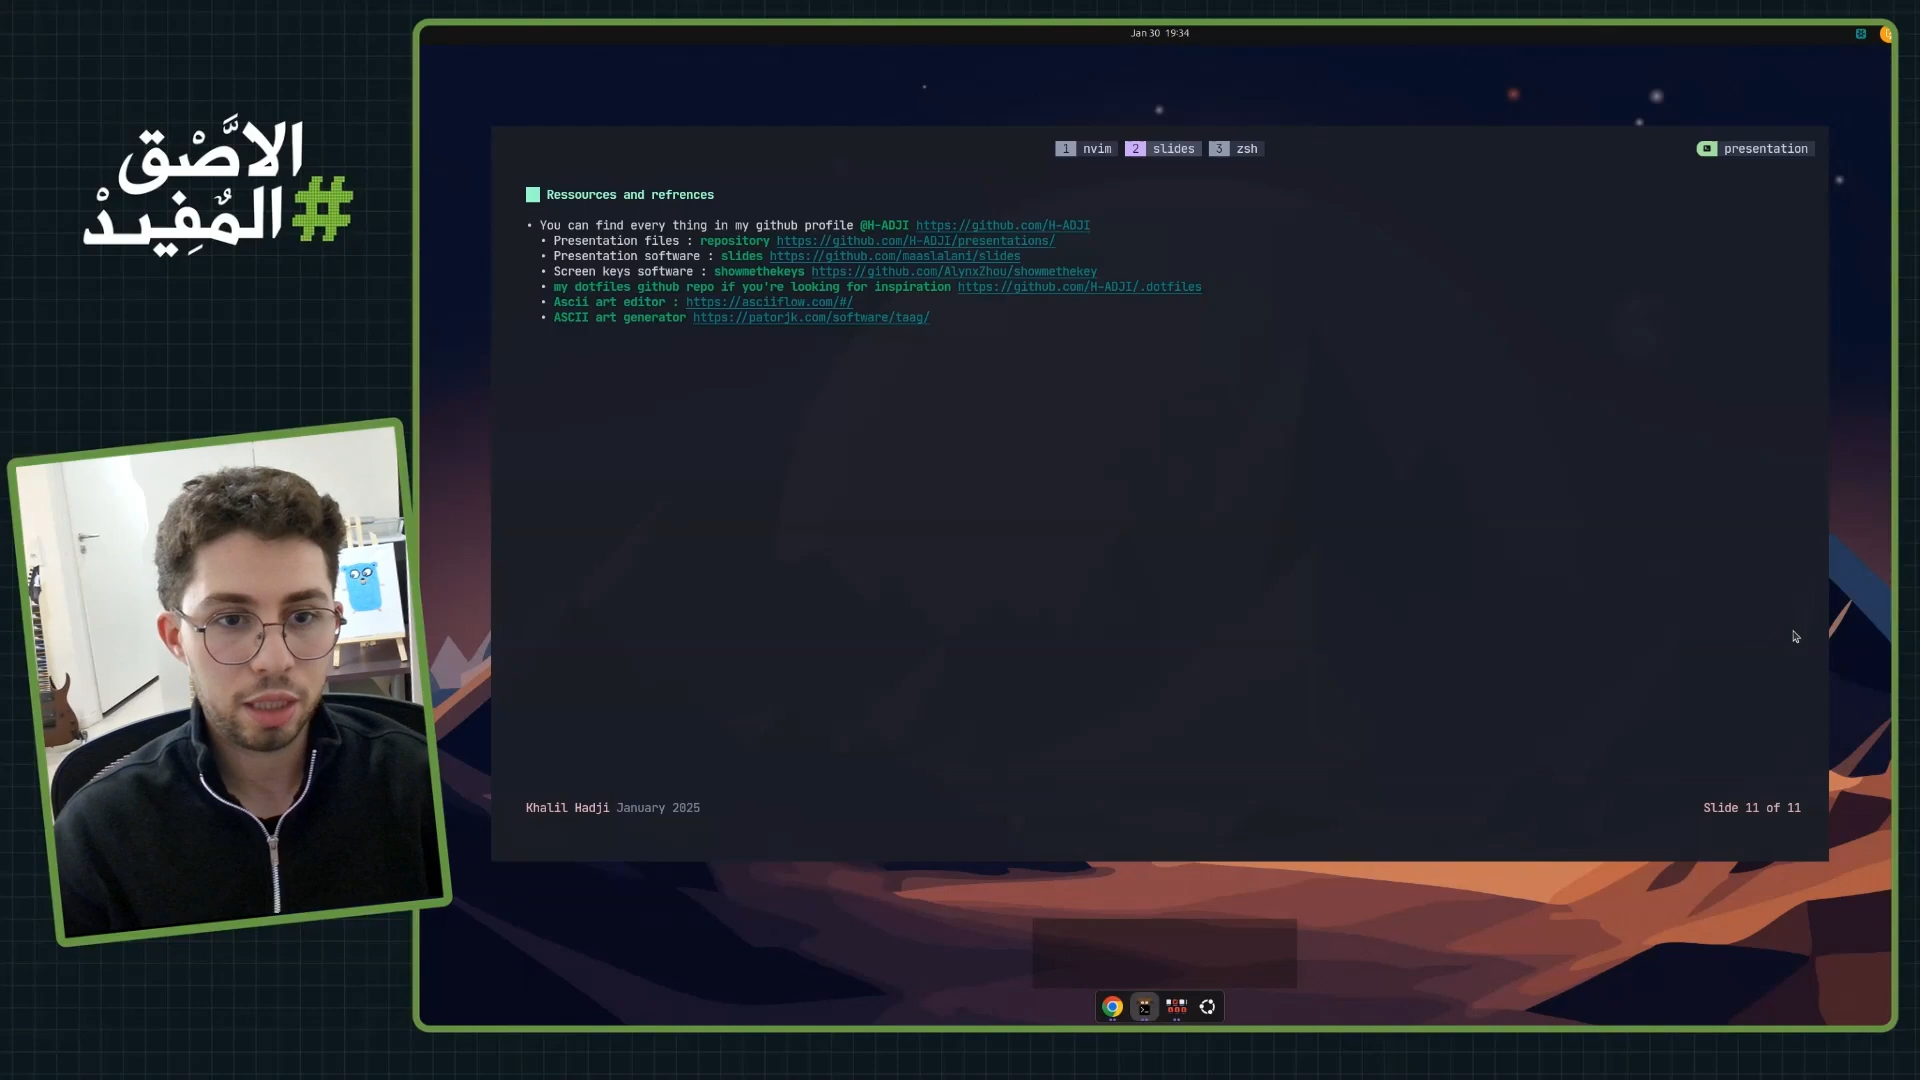 Jan 30 19:34
الاصَّقْ
#المُفِيدْ
1 nvim 2 slides 3 zsh
presentation
Ressources and refrences
• You can find every thing in my github profile @H-ADJI https://github.com/H-ADJI
• Presentation files : repository https://github.com/H-ADJI/presentations/
• Presentation software : slides https://github.com/maaslalani/slides
• Screen keys software : showmethekeys https://github.com/AlynxZhou/showmethekey
• my dotfiles github repo if you're looking for inspiration https://github.com/H-ADJI/.dotfiles
• Ascii art editor : https://asciiflow.com/#/
• ASCII art generator https://patorjk.com/software/taag/
Khalil Hadji January 2025
Slide 11 of 11